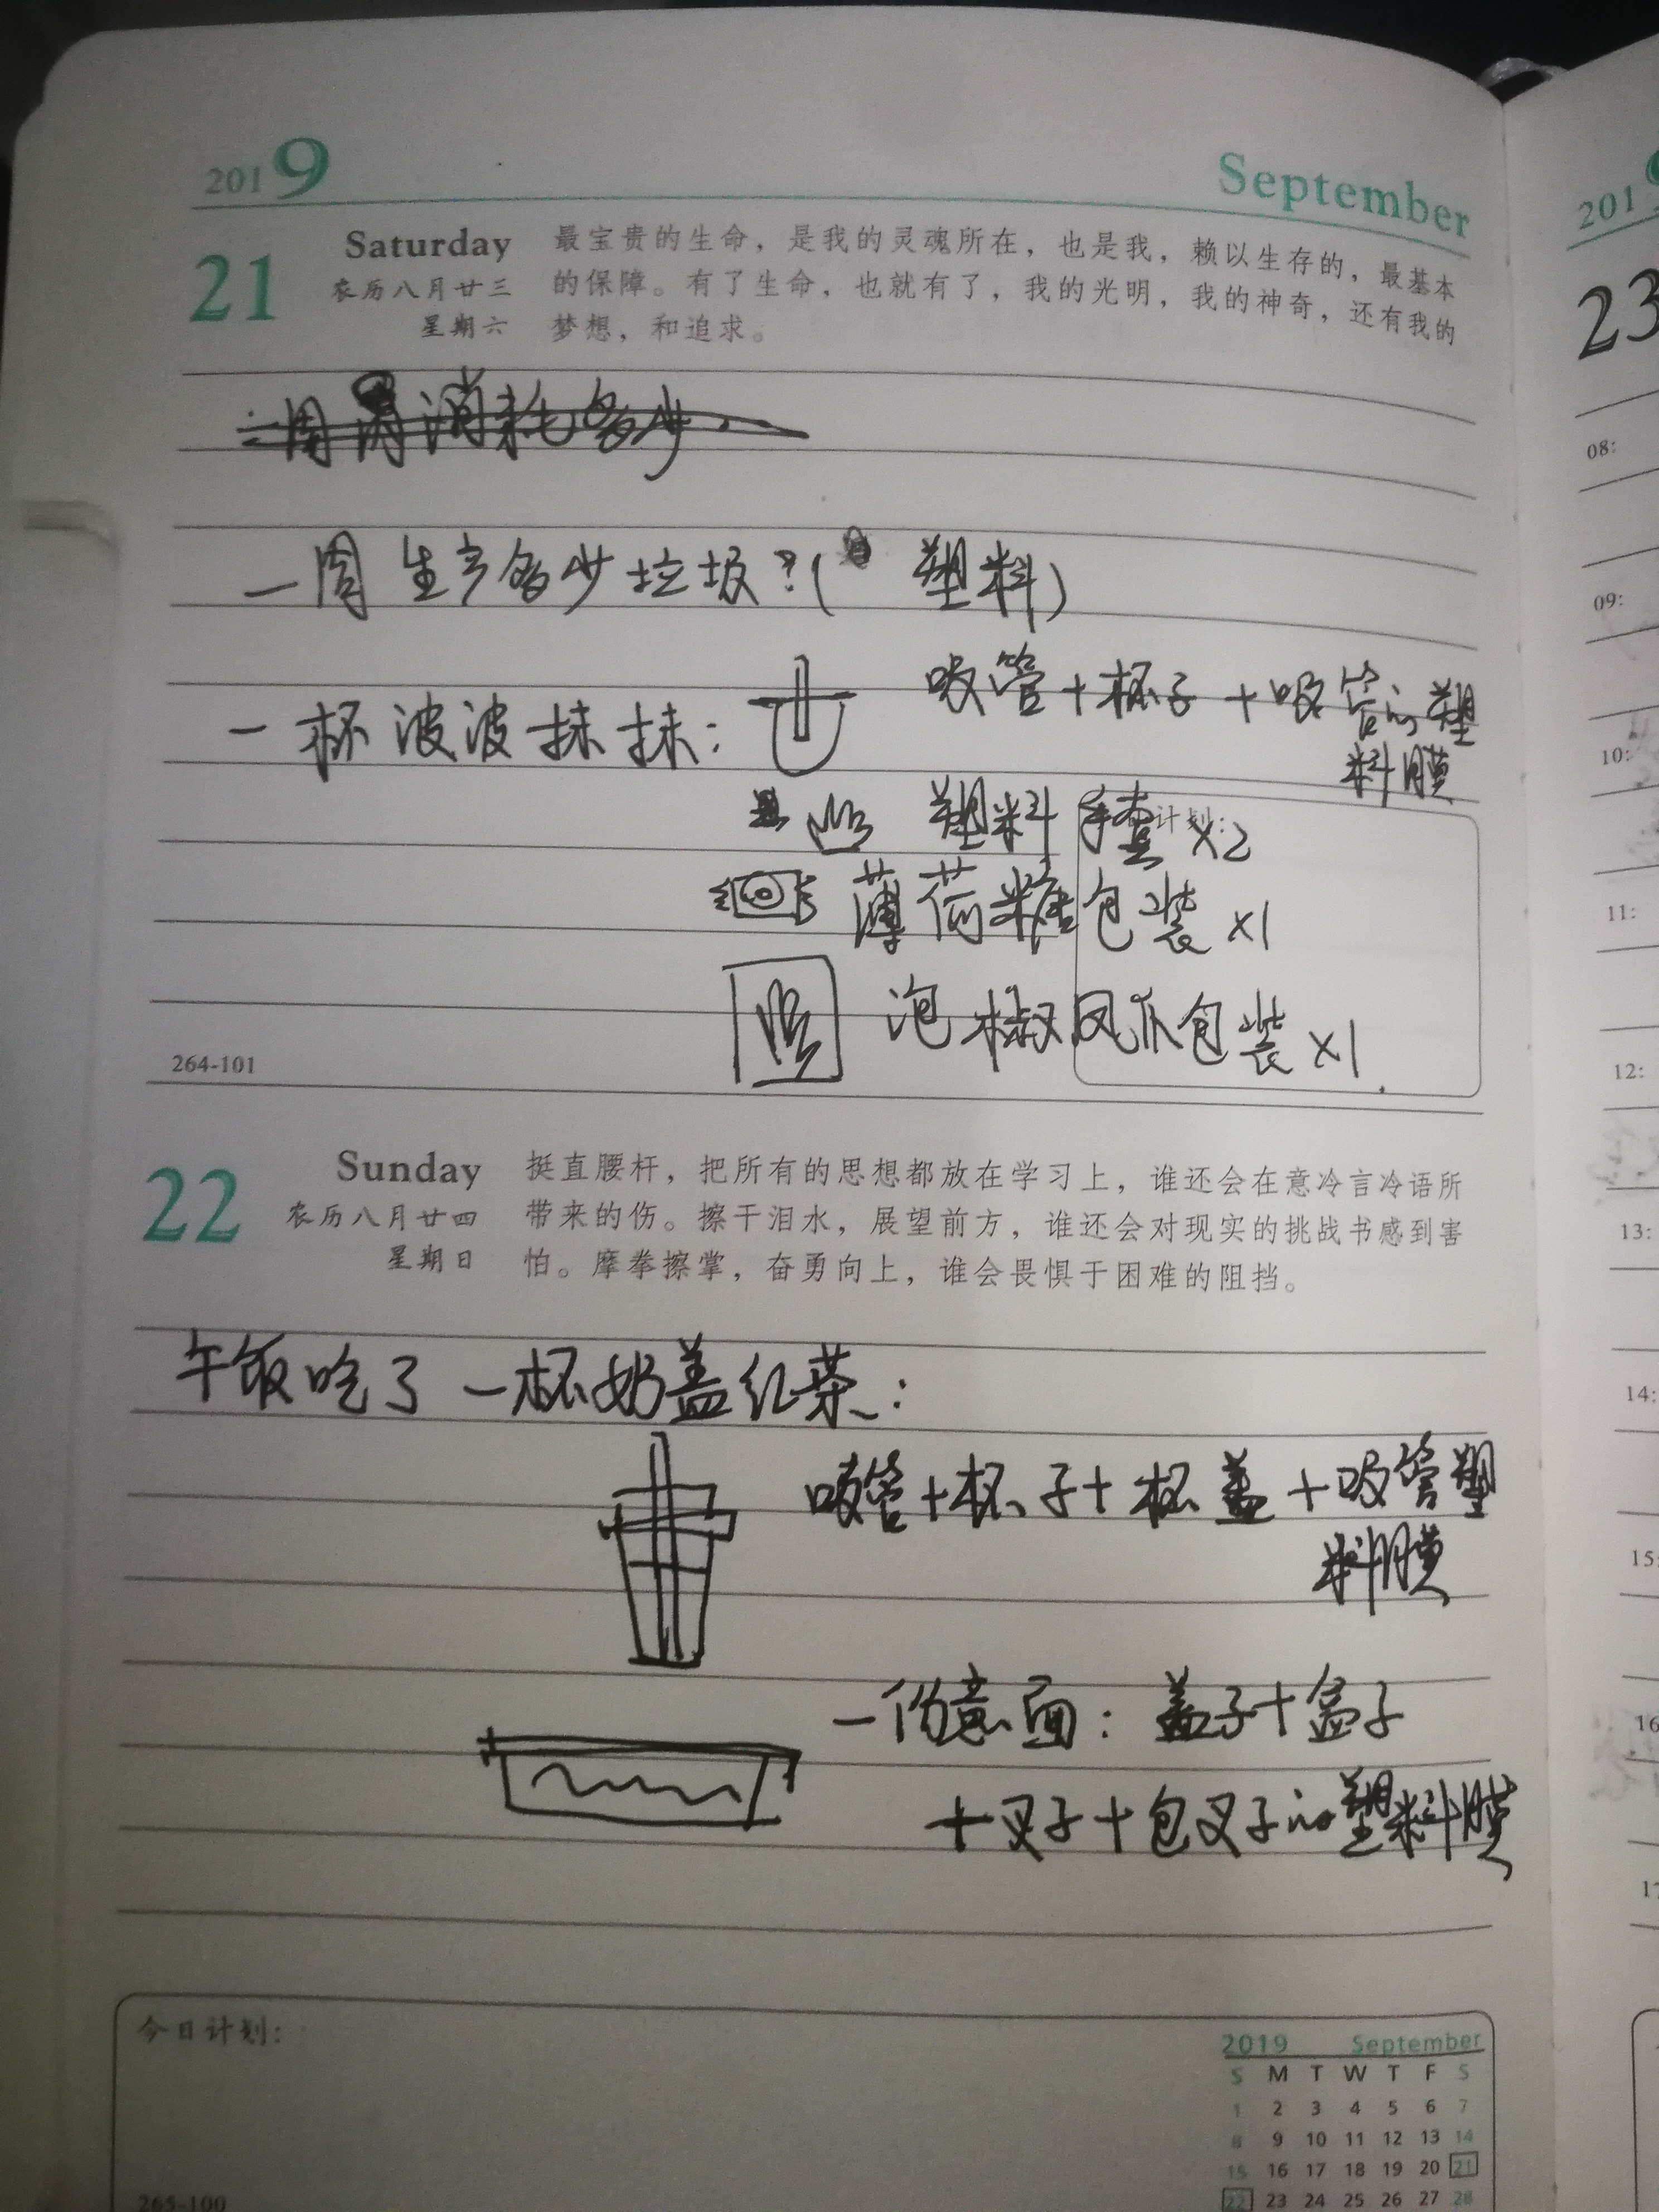 2019 September
21 Saturday 最宝贵的生命，是我的灵魂所在，也是我，赖以生存的，最基本
农历八月廿三 的保障。有了生命，也就有了，我的光明，我的神奇，还有我的
星期六 梦想，和追求。
一周 消耗多少
一周生产多少垃圾？( 塑料)
一杯波波抹抹： 吸管+杯子+吸管的塑
料膜
计划：
塑料手套 x2
薄荷糖包装 x1
泡椒凤爪包装 x1
264-101
22 Sunday 挺直腰杆，把所有的思想都放在学习上，谁还会在意冷言冷语所
农历八月廿四 带来的伤。擦干泪水，展望前方，谁还会对现实的挑战书感到害
星期日 怕。摩拳擦掌，奋勇向上，谁会畏惧于困难的阻挡。
午饭吃了一杯奶盖红茶：
吸管+杯子+杯盖+吸管塑
料膜
一份意面：盖子+盒子
+叉子+包叉子的塑料膜
今日计划：
2019 September
S M T W T F S
1 2 3 4 5 6 7
8 9 10 11 12 13 14
15 16 17 18 19 20 21
22 23 24 25 26 27 28
265-100
201
23
08:
09:
10:
11:
12:
13:
14:
15:
16
17